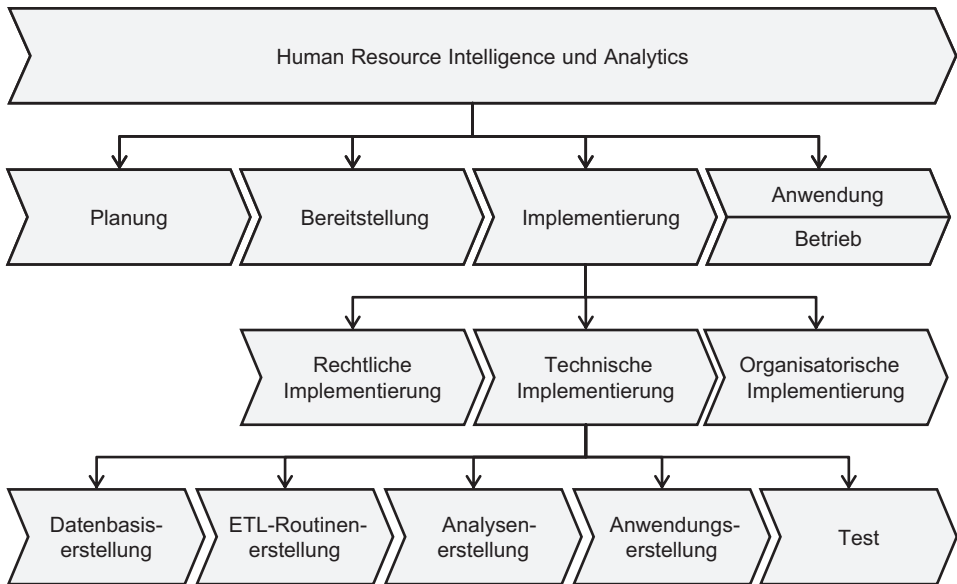 Human Resource Intelligence und Analytics
Planung
Bereitstellung
Implementierung
Anwendung
Betrieb
Rechtliche
Implementierung
Technische
Implementierung
Organisatorische
Implementierung
Datenbasis-
erstellung
ETL-Routinen-
erstellung
Analysen-
erstellung
Anwendungs-
erstellung
Test